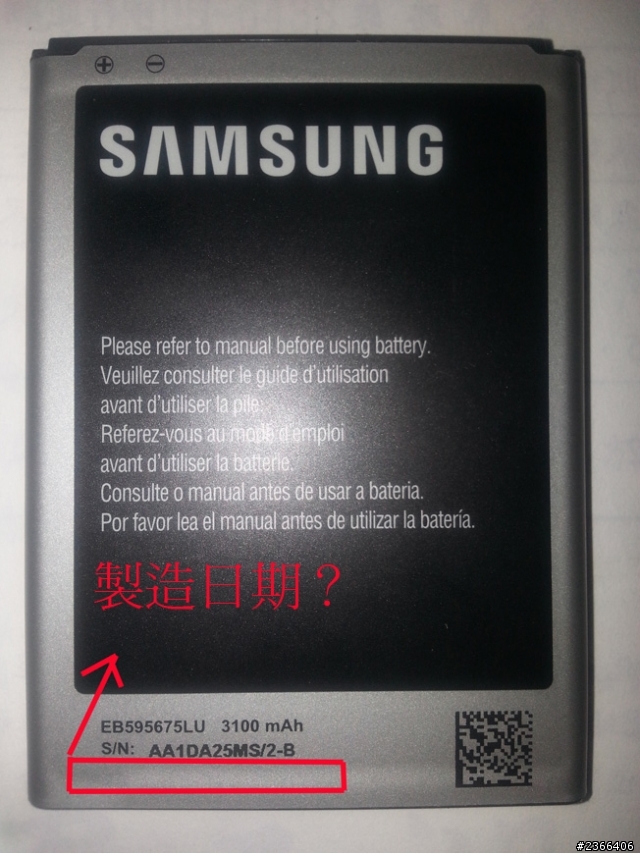 SAMSUNG
Please refer to manual before using battery.
Veuillez consulter le guide d'utilisation
avant d'utiliser la pile.
Referez-vous au mode d'emploi
avant d'utiliser la batterie.
Consulte o manual antes de usar a bateria.
Por favor lea el manual antes de utilizar la batería.
製造日期？
EB595675LU 3100 mAh
S/N: AA1DA25MS/2-B
#2366406